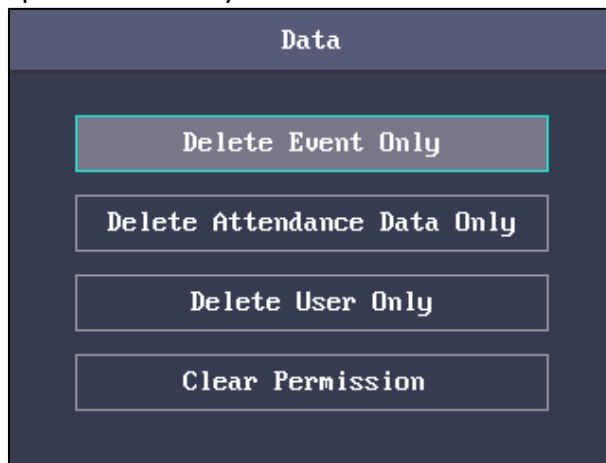 Data
Delete Event Only
Delete Attendance Data Only
Delete User Only
Clear Permission